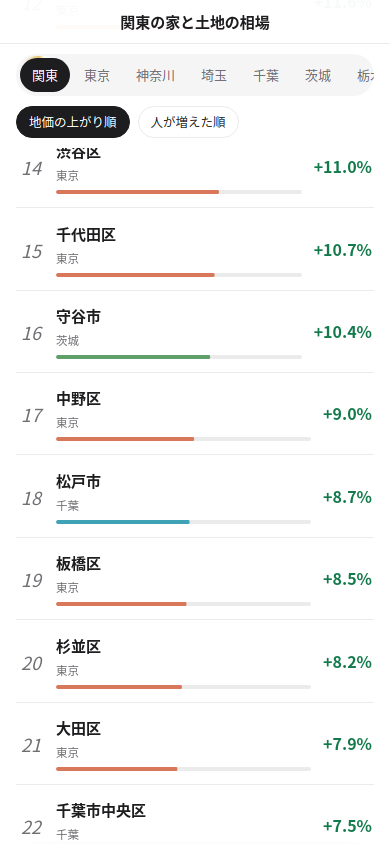 関東の家と土地の相場
関東 東京 神奈川 埼玉 千葉 茨城
地価の上がり順 人が増えた順
14 渋谷区 +11.0%
東京
15 千代田区 +10.7%
東京
16 守谷市 +10.4%
茨城
17 中野区 +9.0%
東京
18 松戸市 +8.7%
千葉
19 板橋区 +8.5%
東京
20 杉並区 +8.2%
東京
21 大田区 +7.9%
東京
22 千葉市中央区 +7.5%
千葉